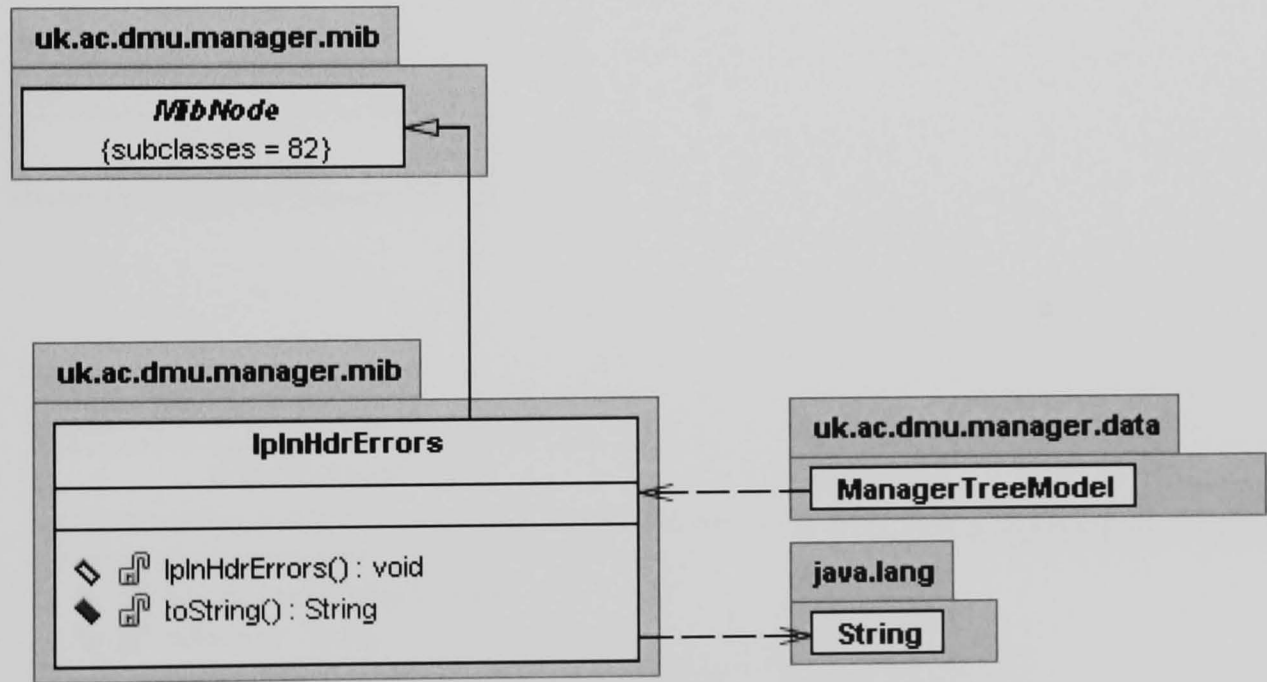 uk.ac.dmu.manager.mib
MibNode
{subclasses = 82}
uk.ac.dmu.manager.mib
IpInHdrErrors
IpInHdrErrors() : void
toString() : String
uk.ac.dmu.manager.data
ManagerTreeModel
java.lang
String